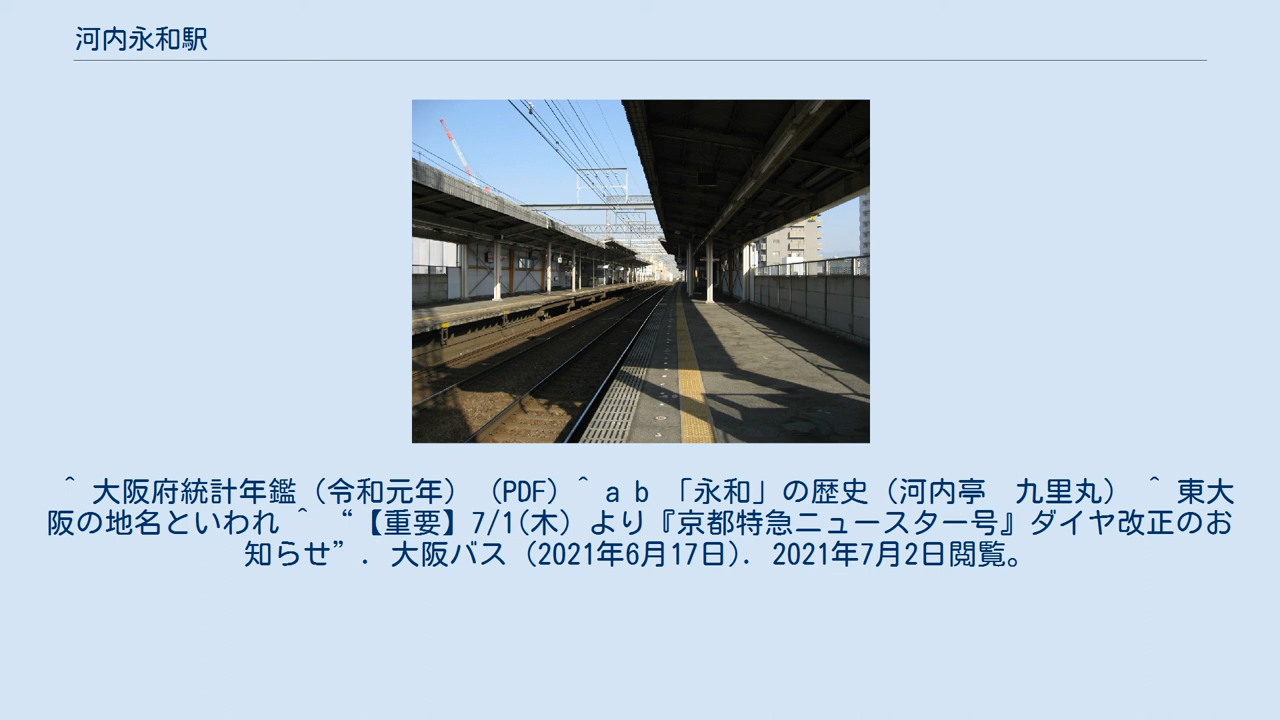 河内永和駅
＾ 大阪府統計年鑑（令和元年）（PDF）＾ a b 「永和」の歴史（河内亭　九里丸） ＾ 東大
阪の地名といわれ ＾ “【重要】7/1(木）より『京都特急ニュースター号』ダイヤ改正のお
知らせ”. 大阪バス（2021年6月17日). 2021年7月2日閲覧。